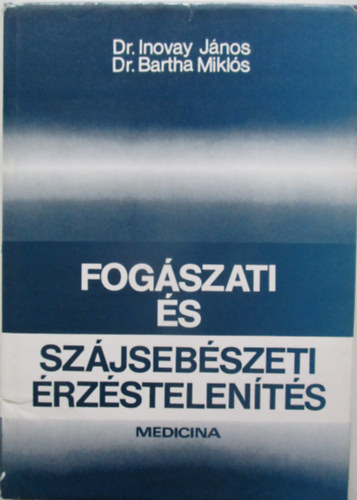 Dr. Inovay János
Dr. Bartha Miklós
FOGÁSZATI
ÉS
SZÁJSEBÉSZETI
ÉRZÉSTELENÍTÉS
MEDICINA